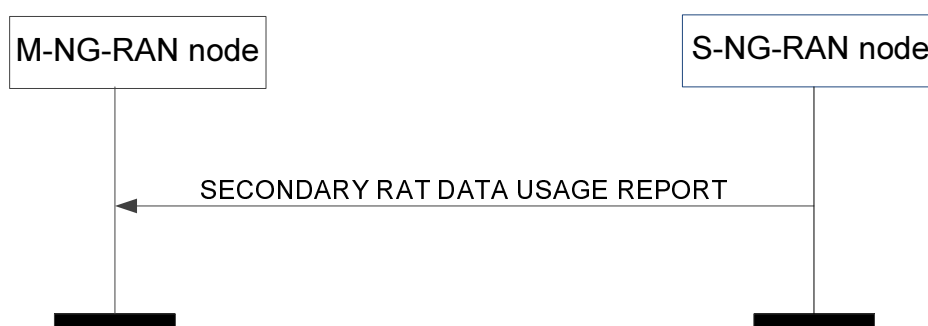 M-NG-RAN node
S-NG-RAN node
SECONDARY RAT DATA USAGE REPORT